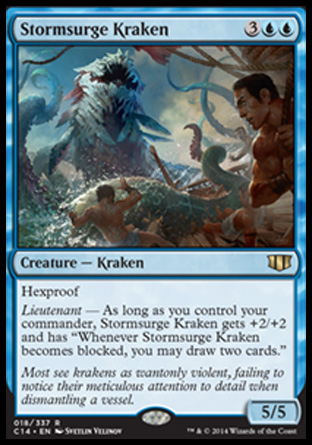 Stormsurge Kraken 3
Creature — Kraken
Hexproof
Lieutenant — As long as you control your
commander, Stormsurge Kraken gets +2/+2
and has “Whenever Stormsurge Kraken
becomes blocked, you may draw two cards.”
Most see krakens as wantonly violent, failing to
notice their meticulous attention to detail when
dismantling a vessel.
5/5
018/337 R
C14 • EN SVETLIN VELINOV
™ & © 2014 Wizards of the Coast